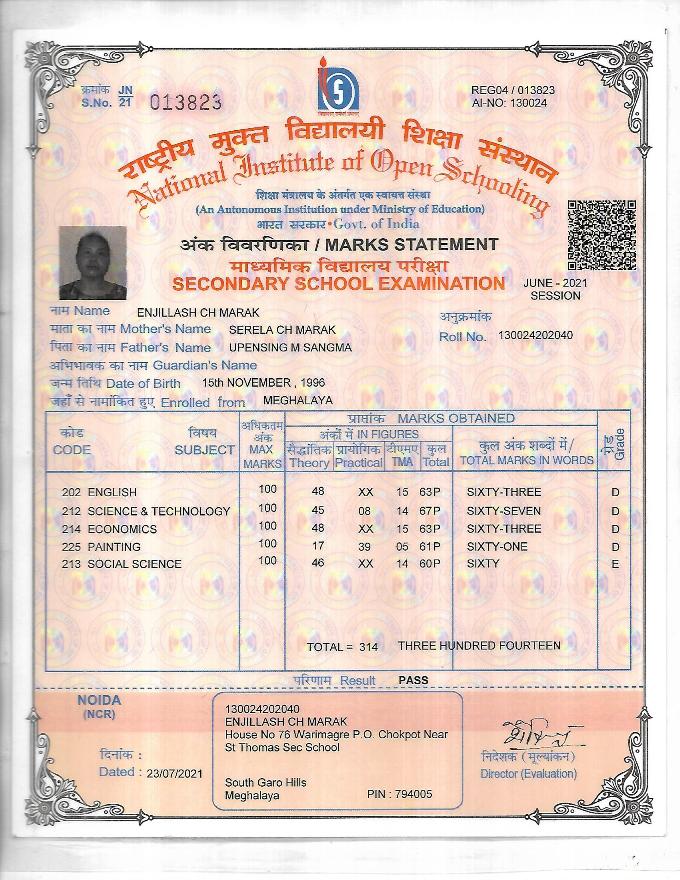 क्रमांक JN
S.No. 21 013823
REG04 / 013823
AI-NO: 130024
राष्ट्रीय मुक्त विद्यालयी शिक्षा संस्थान
National Institute of Open Schooling
शिक्षा मंत्रालय के अंतर्गत एक स्वायत्त संस्था
(An Autonomous Institution under Ministry of Education)
भारत सरकार•Govt. of India
अंक विवरणिका / MARKS STATEMENT
माध्यमिक विद्यालय परीक्षा
SECONDARY SCHOOL EXAMINATION
JUNE - 2021
SESSION
नाम Name ENJILLASH CH MARAK
माता का नाम Mother's Name SERELA CH MARAK
पिता का नाम Father's Name UPENSING M SANGMA
अनुक्रमांक
Roll No. 130024202040
अभिभावक का नाम Guardian's Name
जन्म तिथि Date of Birth 15th NOVEMBER , 1996
जहाँ से नामांकित हुए Enrolled from MEGHALAYA
कोड CODE विषय SUBJECT अधिकतम अंक MAX MARKS प्राप्तांक MARKS OBTAINED ग्रेड Grade
अंकों में IN FIGURES कुल अंक शब्दों में/ TOTAL MARKS IN WORDS
सैद्धांतिक Theory प्रायोगिक Practical टीएमए TMA कुल Total
202 ENGLISH 100 48 XX 15 63P SIXTY-THREE D
212 SCIENCE & TECHNOLOGY 100 45 08 14 67P SIXTY-SEVEN D
214 ECONOMICS 100 48 XX 15 63P SIXTY-THREE D
225 PAINTING 100 17 39 05 61P SIXTY-ONE D
213 SOCIAL SCIENCE 100 46 XX 14 60P SIXTY E
TOTAL = 314 THREE HUNDRED FOURTEEN
परिणाम Result PASS
NOIDA
(NCR)
दिनांक :
Dated : 23/07/2021
130024202040
ENJILLASH CH MARAK
House No 76 Warimagre P.O. Chokpot Near
St Thomas Sec School
South Garo Hills
Meghalaya PIN : 794005
निदेशक (मूल्यांकन)
Director (Evaluation)